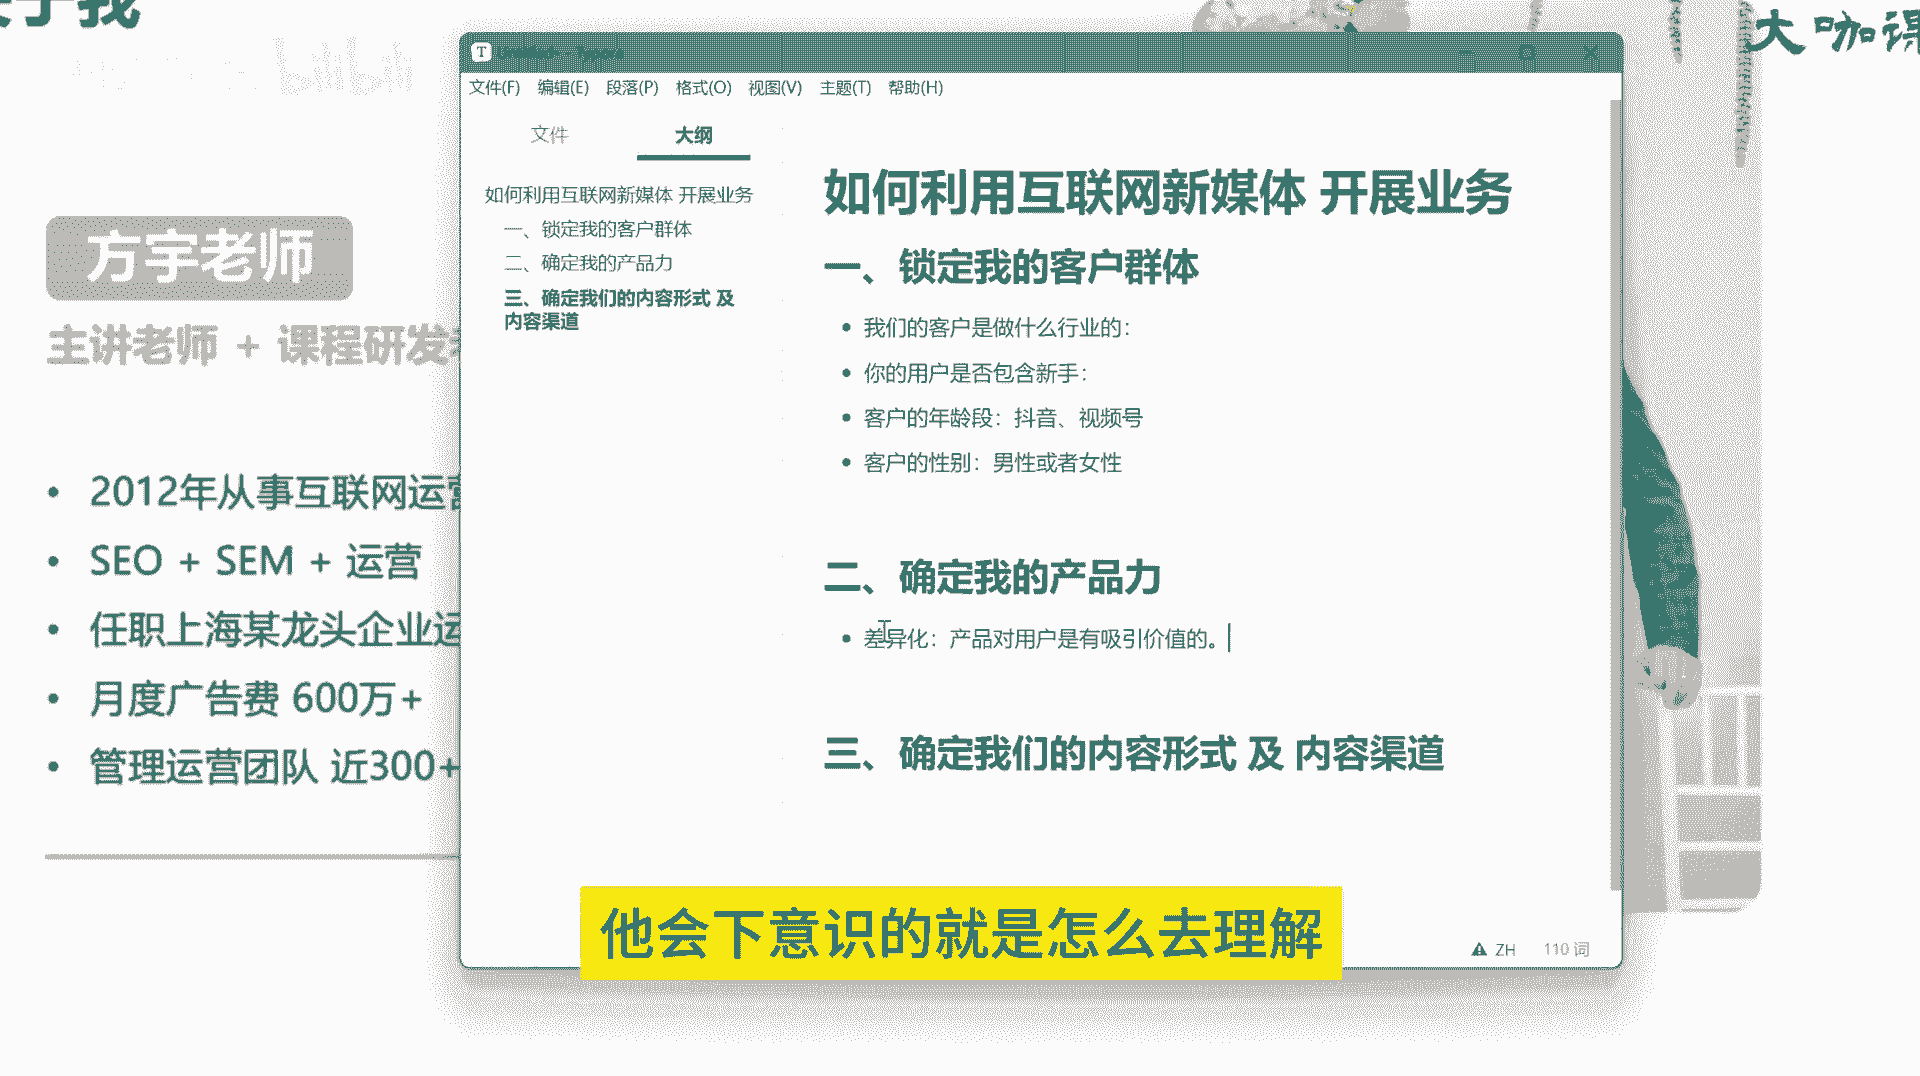 于我
bilibili
大咖课
方宇老师
主讲老师 + 课程研发
2012年从事互联网运营
SEO + SEM + 运营
任职上海某龙头企业运
月度广告费 600万+
管理运营团队 近300+
T
文件(F) 编辑(E) 段落(P) 格式(O) 视图(V) 主题(T) 帮助(H)
文件 大纲
如何利用互联网新媒体 开展业务
一、锁定我的客户群体
二、确定我的产品力
三、确定我们的内容形式 及
内容渠道
如何利用互联网新媒体 开展业务
一、锁定我的客户群体
我们的客户是做什么行业的：
你的用户是否包含新手：
客户的年龄段：抖音、视频号
客户的性别：男性或者女性
二、确定我的产品力
差异化：产品对用户是有吸引价值的。
三、确定我们的内容形式 及 内容渠道
ZH 110 词
他会下意识的就是怎么去理解